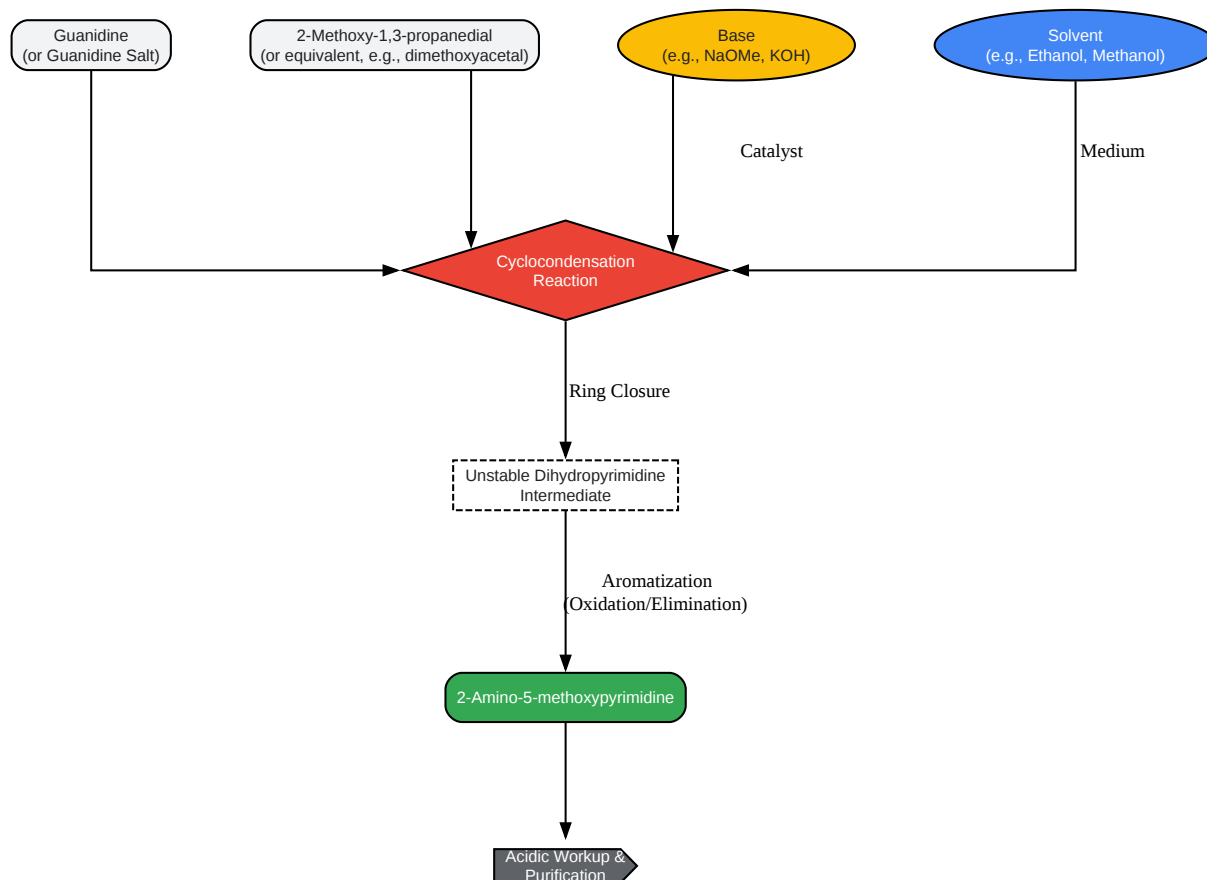 Guanidine
(or Guanidine Salt)
2-Methoxy-1,3-propanedial
(or equivalent, e.g., dimethoxyacetal)
Base
(e.g., NaOMe, KOH)
Solvent
(e.g., Ethanol, Methanol)
Catalyst
Medium
Cyclocondensation
Reaction
Ring Closure
Unstable Dihydropyrimidine
Intermediate
Aromatization
(Oxidation/Elimination)
2-Amino-5-methoxypyrimidine
Acidic Workup &
Purification